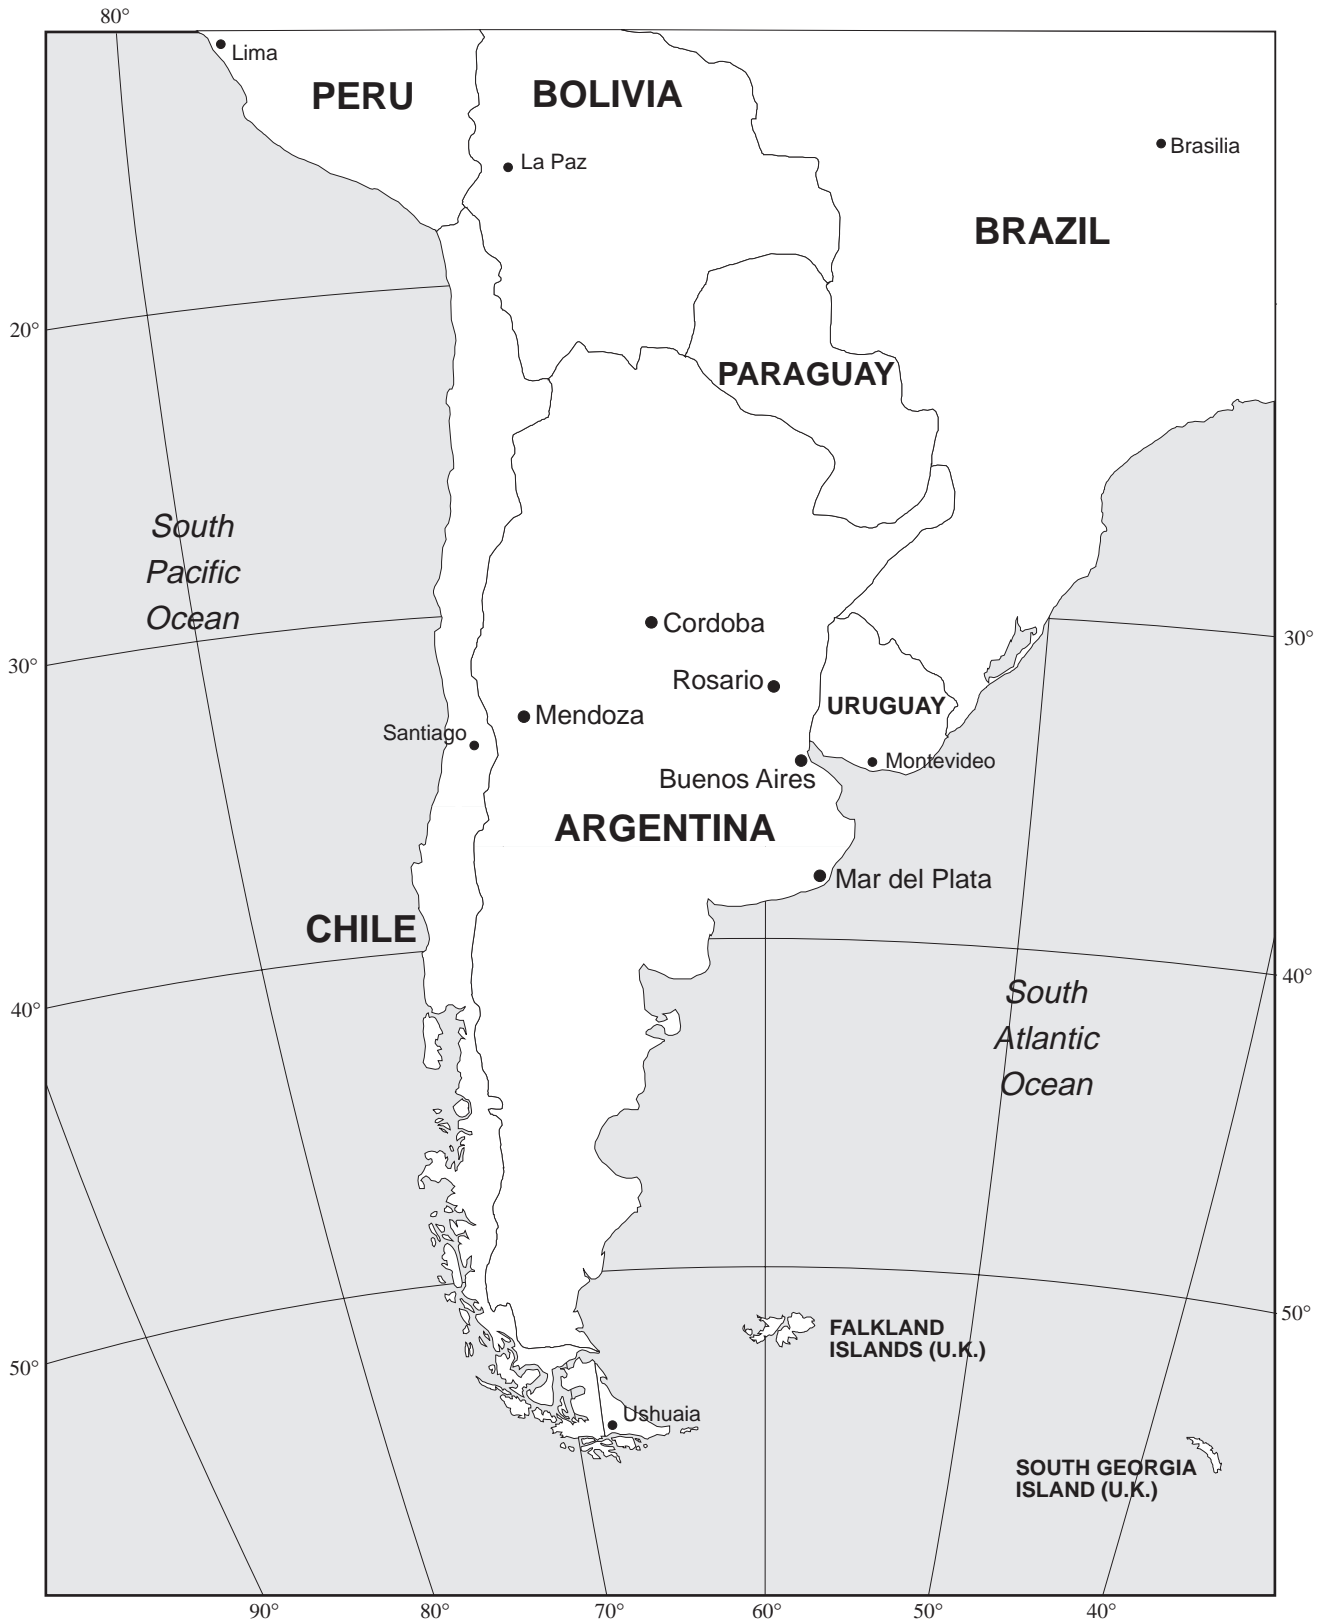 80°
Lima
PERU
BOLIVIA
La Paz
Brasilia
BRAZIL
20°
PARAGUAY
South
Pacific
Ocean
Cordoba
30°
30°
Rosario
URUGUAY
Mendoza
Santiago
Montevideo
Buenos Aires
ARGENTINA
Mar del Plata
CHILE
40°
South
Atlantic
Ocean
40°
50°
FALKLAND
ISLANDS (U.K.)
50°
Ushuaia
SOUTH GEORGIA
ISLAND (U.K.)
90°
80°
70°
60°
50°
40°